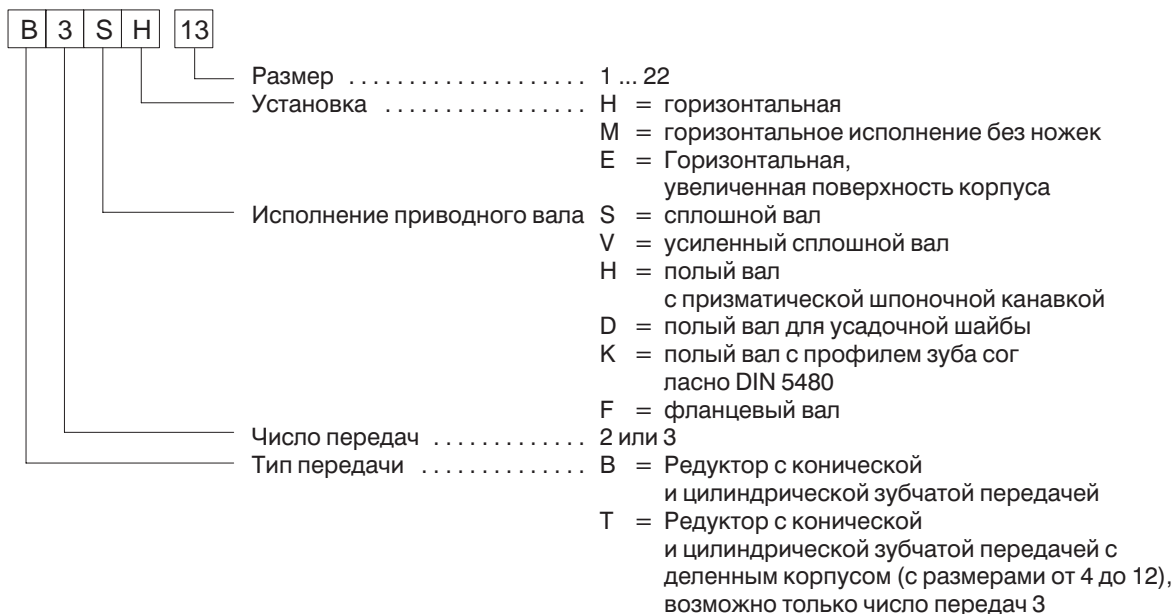 B 3 S H 13
Размер . . . . . . . . . . . . . . . . . . . . . 1 ... 22
Установка . . . . . . . . . . . . . . . . . . H = горизонтальная
M = горизонтальное исполнение без ножек
E = Горизонтальная,
увеличенная поверхность корпуса
Исполнение приводного вала S = сплошной вал
V = усиленный сплошной вал
H = полый вал
с призматической шпоночной канавкой
D = полый вал для усадочной шайбы
K = полый вал с профилем зуба сог
ласно DIN 5480
F = фланцевый вал
Число передач . . . . . . . . . . . . . 2 или 3
Тип передачи . . . . . . . . . . . . . . B = Редуктор с конической
и цилиндрической зубчатой передачей
T = Редуктор с конической
и цилиндрической зубчатой передачей с
деленным корпусом (с размерами от 4 до 12),
возможно только число передач 3